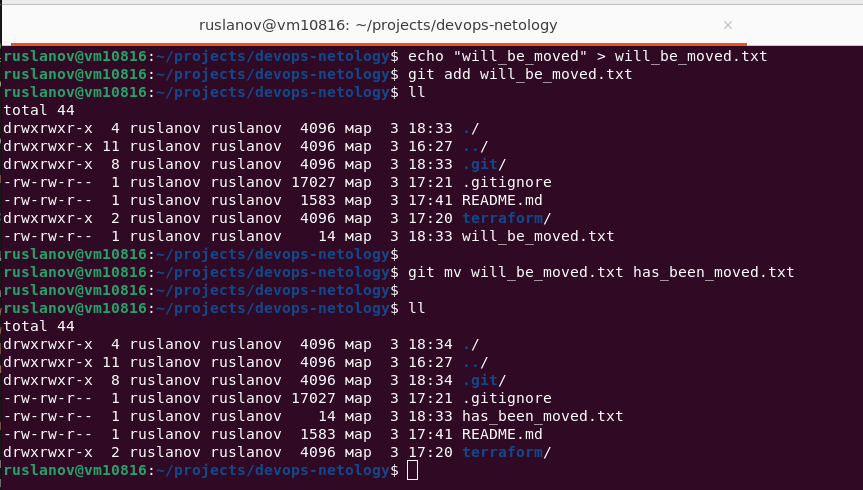 ruslanov@vm10816: ~/projects/devops-netology ×
ruslanov@vm10816:~/projects/devops-netology$ echo "will_be_moved" > will_be_moved.txt
ruslanov@vm10816:~/projects/devops-netology$ git add will_be_moved.txt
ruslanov@vm10816:~/projects/devops-netology$ ll
total 44
drwxrwxr-x  4 ruslanov ruslanov  4096 мар  3 18:33 ./
drwxrwxr-x 11 ruslanov ruslanov  4096 мар  3 16:27 ../
drwxrwxr-x  8 ruslanov ruslanov  4096 мар  3 18:33 .git/
-rw-rw-r--  1 ruslanov ruslanov 17027 мар  3 17:21 .gitignore
-rw-rw-r--  1 ruslanov ruslanov  1583 мар  3 17:41 README.md
drwxrwxr-x  2 ruslanov ruslanov  4096 мар  3 17:20 terraform/
-rw-rw-r--  1 ruslanov ruslanov    14 мар  3 18:33 will_be_moved.txt
ruslanov@vm10816:~/projects/devops-netology$
ruslanov@vm10816:~/projects/devops-netology$ git mv will_be_moved.txt has_been_moved.txt
ruslanov@vm10816:~/projects/devops-netology$
ruslanov@vm10816:~/projects/devops-netology$ ll
total 44
drwxrwxr-x  4 ruslanov ruslanov  4096 мар  3 18:34 ./
drwxrwxr-x 11 ruslanov ruslanov  4096 мар  3 16:27 ../
drwxrwxr-x  8 ruslanov ruslanov  4096 мар  3 18:34 .git/
-rw-rw-r--  1 ruslanov ruslanov 17027 мар  3 17:21 .gitignore
-rw-rw-r--  1 ruslanov ruslanov    14 мар  3 18:33 has_been_moved.txt
-rw-rw-r--  1 ruslanov ruslanov  1583 мар  3 17:41 README.md
drwxrwxr-x  2 ruslanov ruslanov  4096 мар  3 17:20 terraform/
ruslanov@vm10816:~/projects/devops-netology$